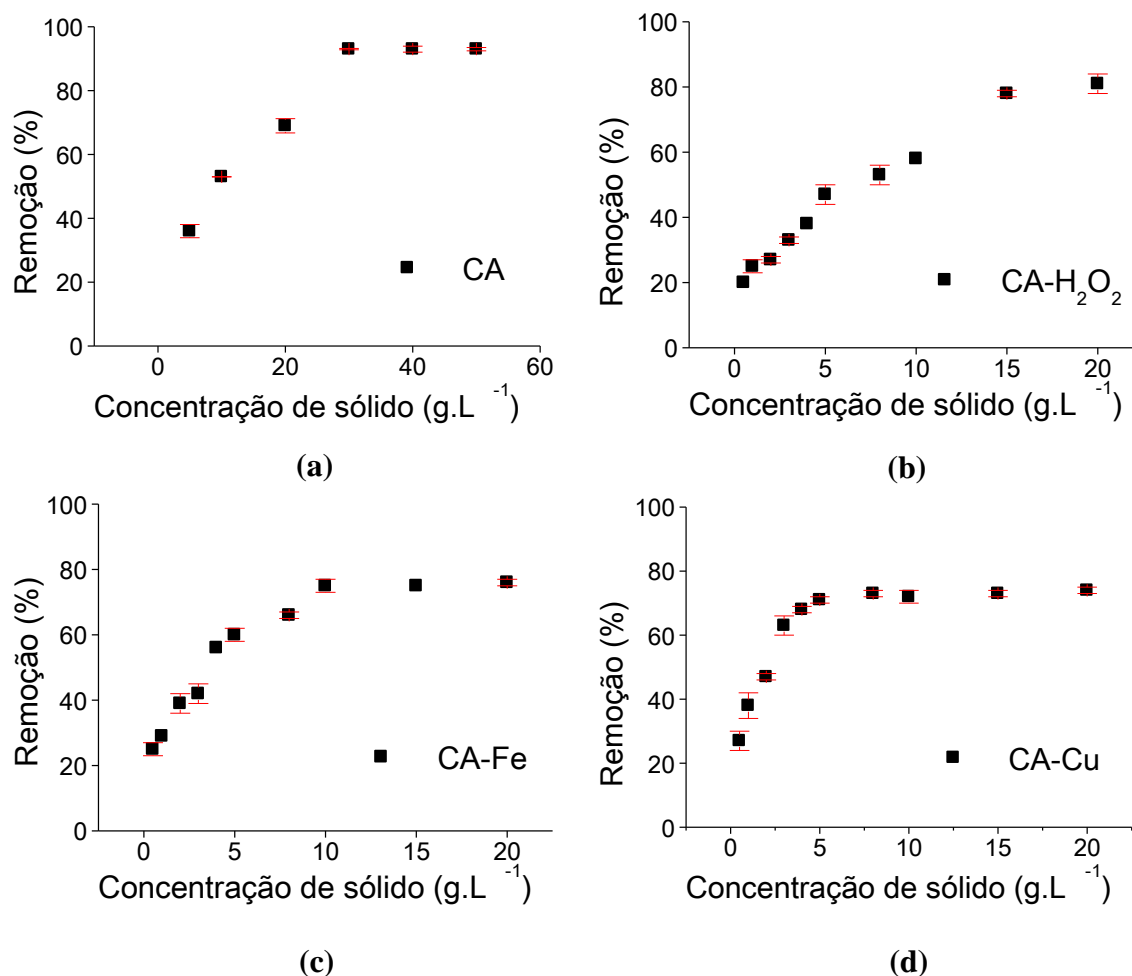 100
80
60
40
20
0
Remoção (%)
CA
0 20 40 60
Concentração de sólido (g.L -1)
(a)
100
80
60
40
20
0
Remoção (%)
CA-H2O2
0 5 10 15 20
Concentração de sólido (g.L -1)
(b)
100
80
60
40
20
0
Remoção (%)
CA-Fe
0 5 10 15 20
Concentração de sólido (g.L -1)
(c)
100
80
60
40
20
0
Remoção (%)
CA-Cu
0 5 10 15 20
Concentração de sólido (g.L -1)
(d)